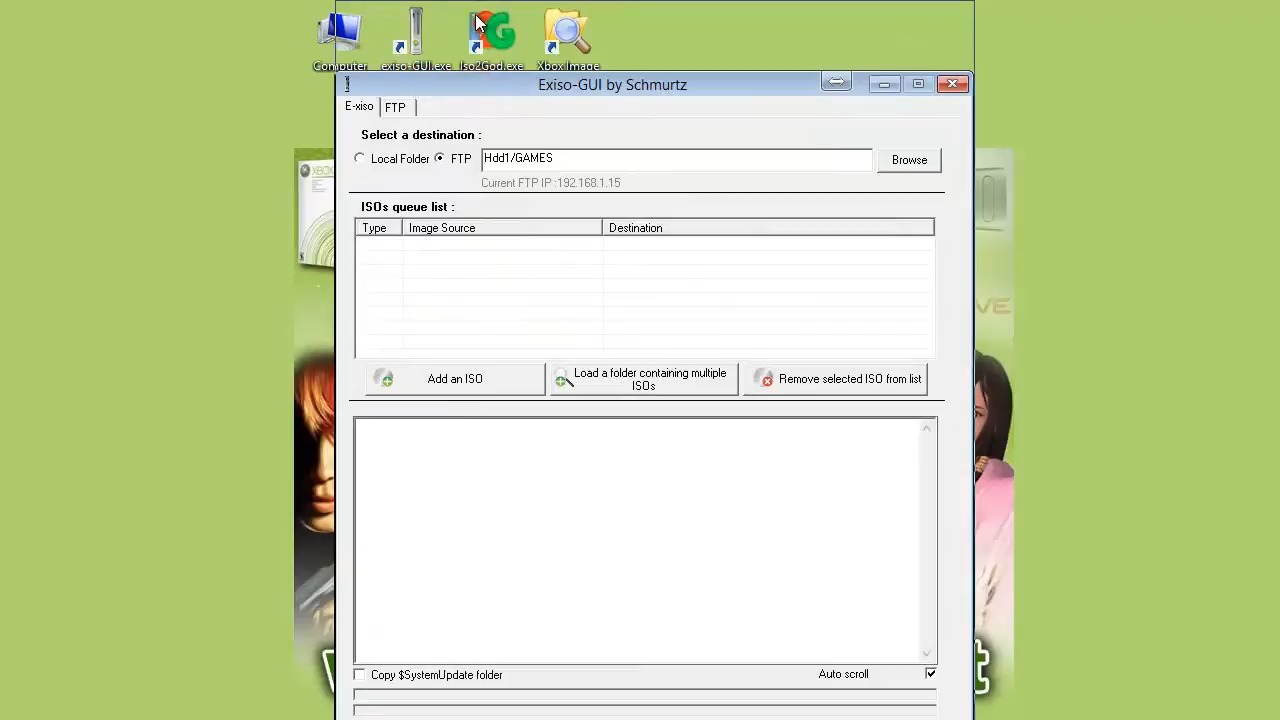 Computer exiso-GUI.exe Iso2God.exe Xbox Image
Exiso-GUI by Schmurtz
E-xiso FTP
Select a destination :
Local Folder FTP Hdd1/GAMES Browse
Current FTP IP :192.168.1.15
ISOs queue list :
Type Image Source Destination
Add an ISO
Load a folder containing multiple
ISOs
Remove selected ISO from list
Copy $SystemUpdate folder
Auto scroll